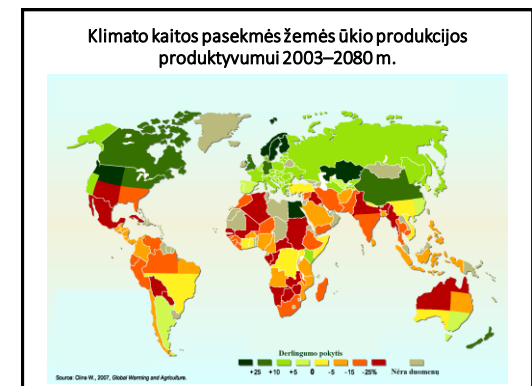 Klimato kaitos pasekmės žemės ūkio produkcijos
produktyvumui 2003–2080 m.
Derlingumo pokytis
+25 +10 +5 0 -5 -15 -25% Nėra duomenų
Source: Cline W., 2007, Global Warming and Agriculture.